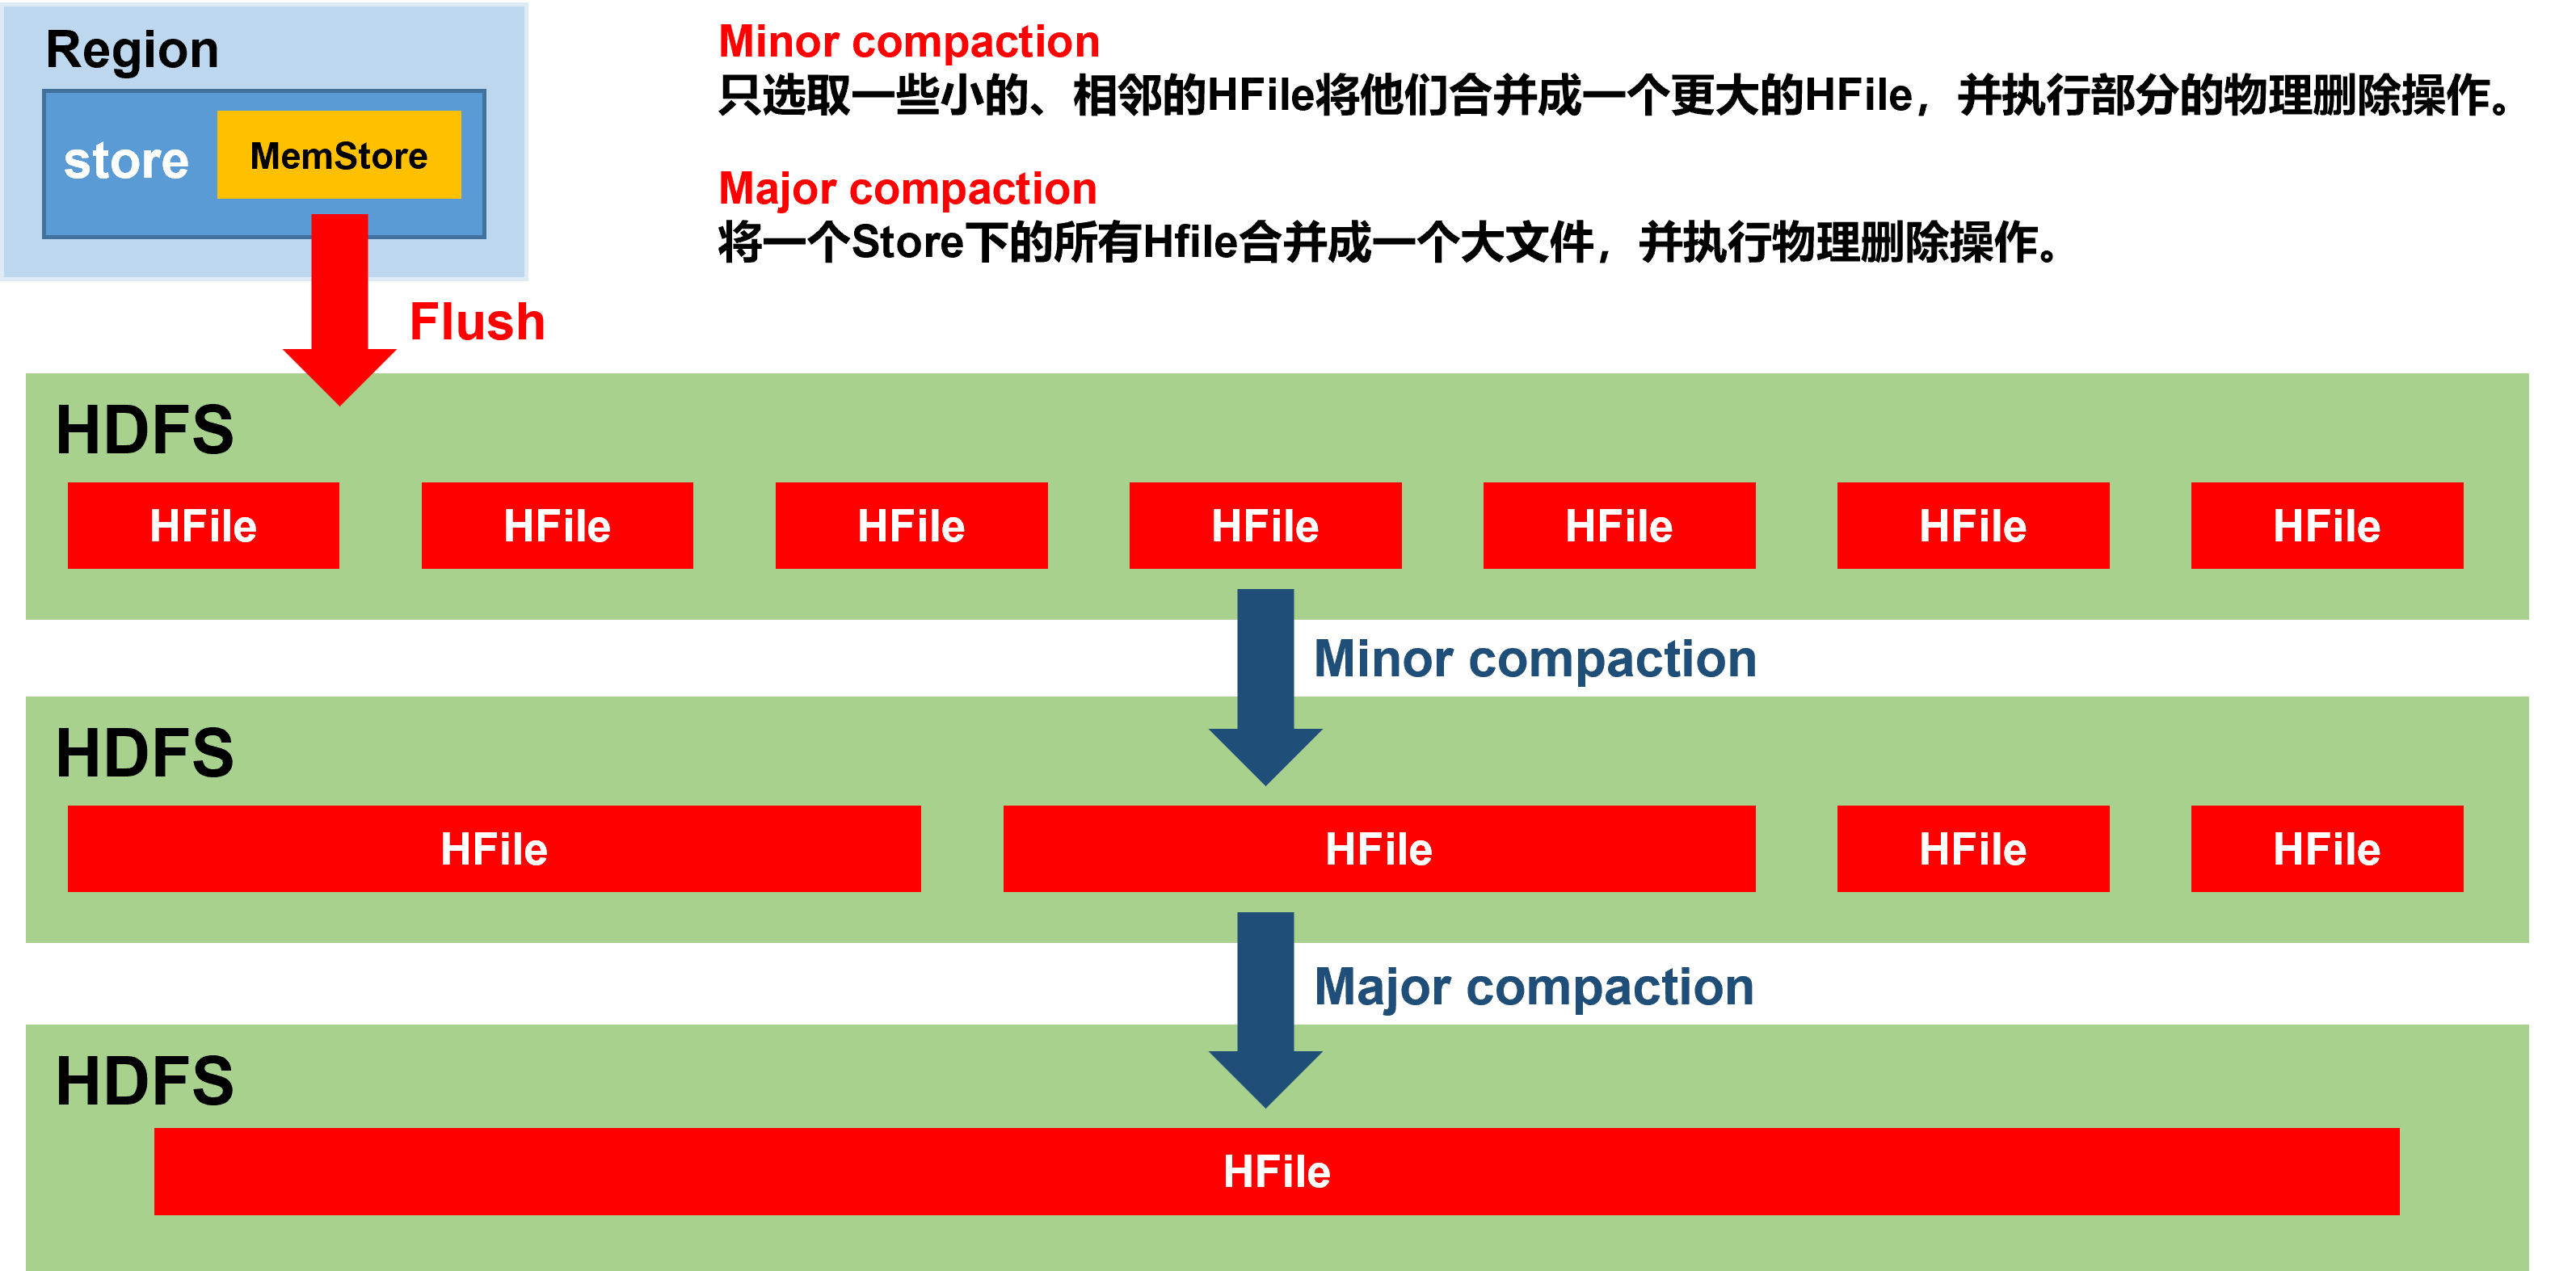 Region
store
MemStore
Flush
Minor compaction
只选取一些小的、相邻的HFile将他们合并成一个更大的HFile，并执行部分的物理删除操作。
Major compaction
将一个Store下的所有Hfile合并成一个大文件，并执行物理删除操作。
HDFS
HFile HFile HFile HFile HFile HFile HFile
Minor compaction
HDFS
HFile HFile HFile HFile
Major compaction
HDFS
HFile